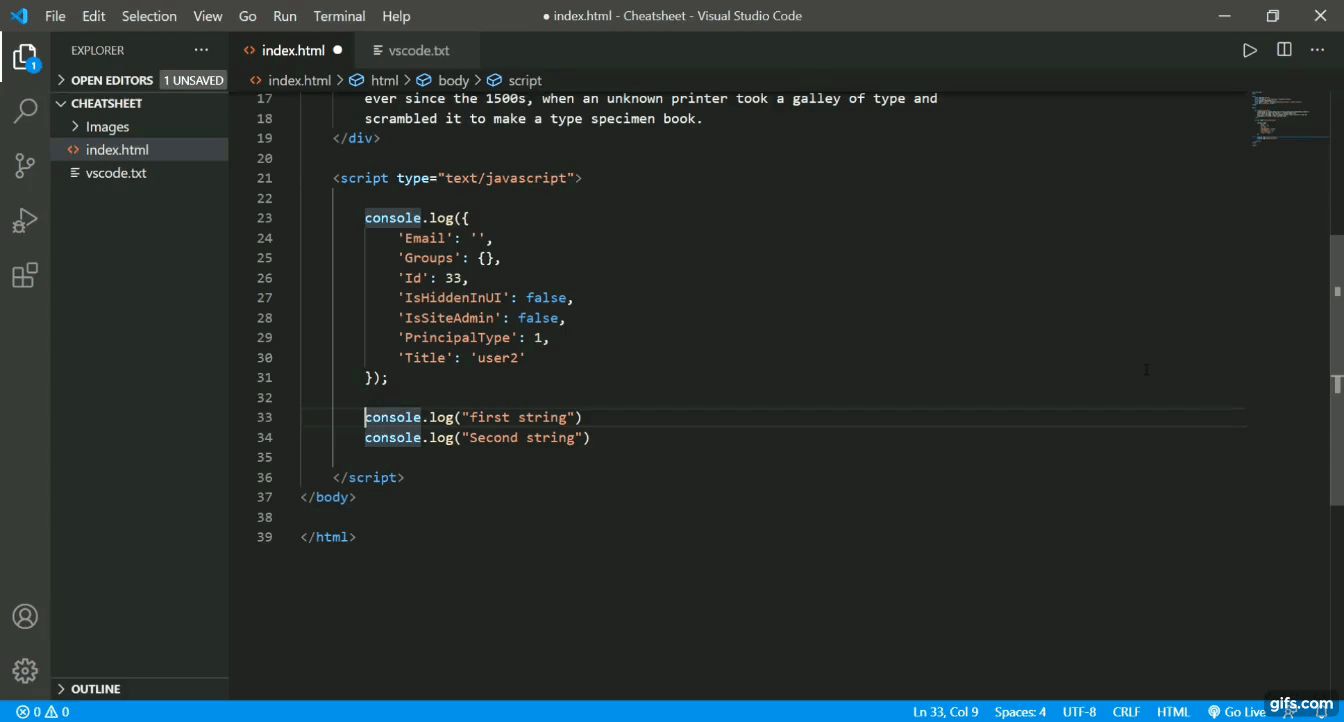 File Edit Selection View Go Run Terminal Help
● index.html - Cheatsheet - Visual Studio Code
EXPLORER ···
1
OPEN EDITORS 1 UNSAVED
CHEATSHEET
Images
index.html
vscode.txt
OUTLINE
index.html ● vscode.txt
index.html > html > body > script
17 ever since the 1500s, when an unknown printer took a galley of type and
18 scrambled it to make a type specimen book.
19 </div>
20
21 <script type="text/javascript">
22
23 console.log({
24 'Email': '',
25 'Groups': {},
26 'Id': 33,
27 'IsHiddenInUI': false,
28 'IsSiteAdmin': false,
29 'PrincipalType': 1,
30 'Title': 'user2'
31 });
32
33 console.log("first string")
34 console.log("Second string")
35
36 </script>
37 </body>
38
39 </html>
0 0
Ln 33, Col 9 Spaces: 4 UTF-8 CRLF HTML Go Live
gifs.com